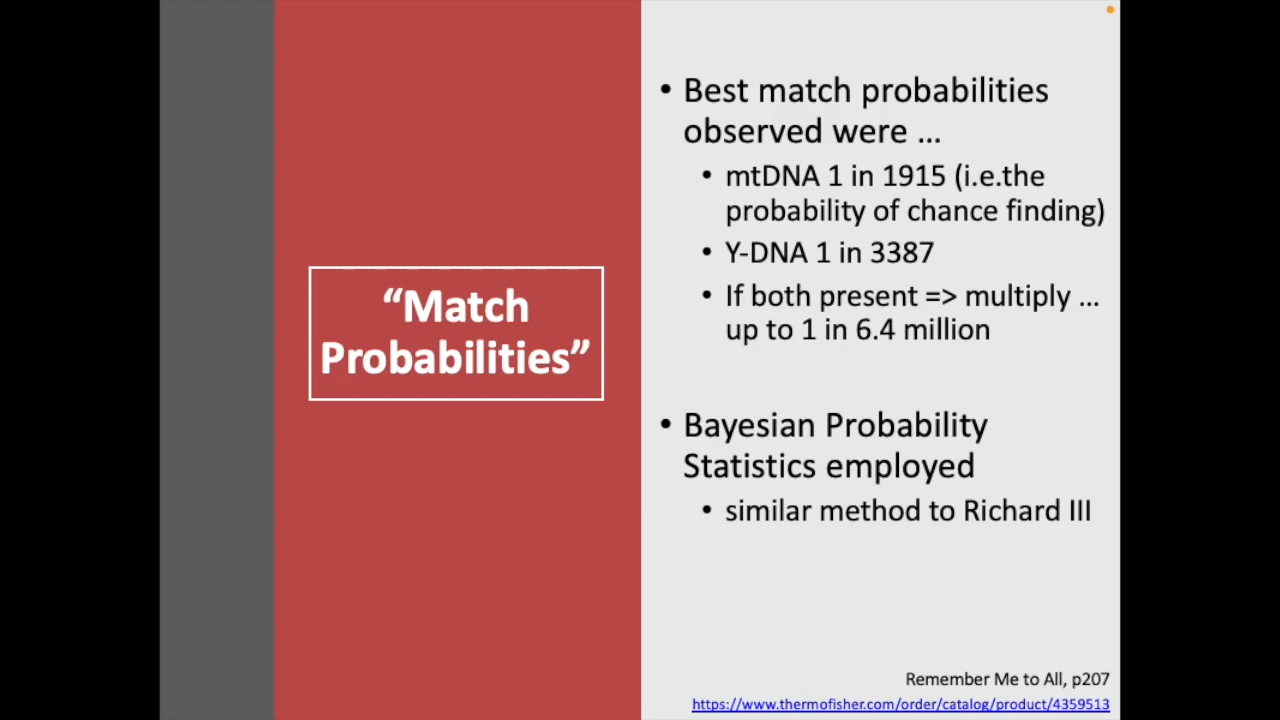 “Match
Probabilities”
• Best match probabilities
observed were …
• mtDNA 1 in 1915 (i.e.the
probability of chance finding)
• Y-DNA 1 in 3387
• If both present => multiply …
up to 1 in 6.4 million
• Bayesian Probability
Statistics employed
• similar method to Richard III
Remember Me to All, p207
https://www.thermofisher.com/order/catalog/product/4359513